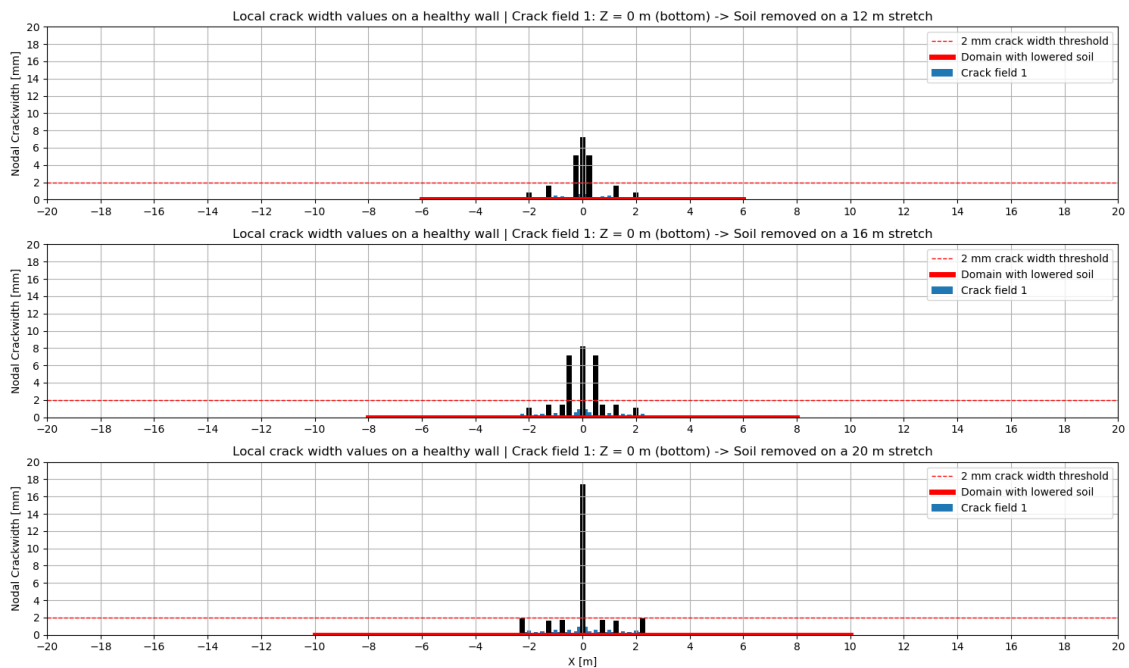 Local crack width values on a healthy wall | Crack field 1: Z = 0 m (bottom) -> Soil removed on a 12 m stretch
20
18
16
14
12
10
8
6
4
2
0
Nodal Crackwidth [mm]
2 mm crack width threshold
Domain with lowered soil
Crack field 1
−20 −18 −16 −14 −12 −10 −8 −6 −4 −2 0 2 4 6 8 10 12 14 16 18 20
Local crack width values on a healthy wall | Crack field 1: Z = 0 m (bottom) -> Soil removed on a 16 m stretch
20
18
16
14
12
10
8
6
4
2
0
Nodal Crackwidth [mm]
2 mm crack width threshold
Domain with lowered soil
Crack field 1
−20 −18 −16 −14 −12 −10 −8 −6 −4 −2 0 2 4 6 8 10 12 14 16 18 20
Local crack width values on a healthy wall | Crack field 1: Z = 0 m (bottom) -> Soil removed on a 20 m stretch
20
18
16
14
12
10
8
6
4
2
0
Nodal Crackwidth [mm]
2 mm crack width threshold
Domain with lowered soil
Crack field 1
−20 −18 −16 −14 −12 −10 −8 −6 −4 −2 0 2 4 6 8 10 12 14 16 18 20
X [m]